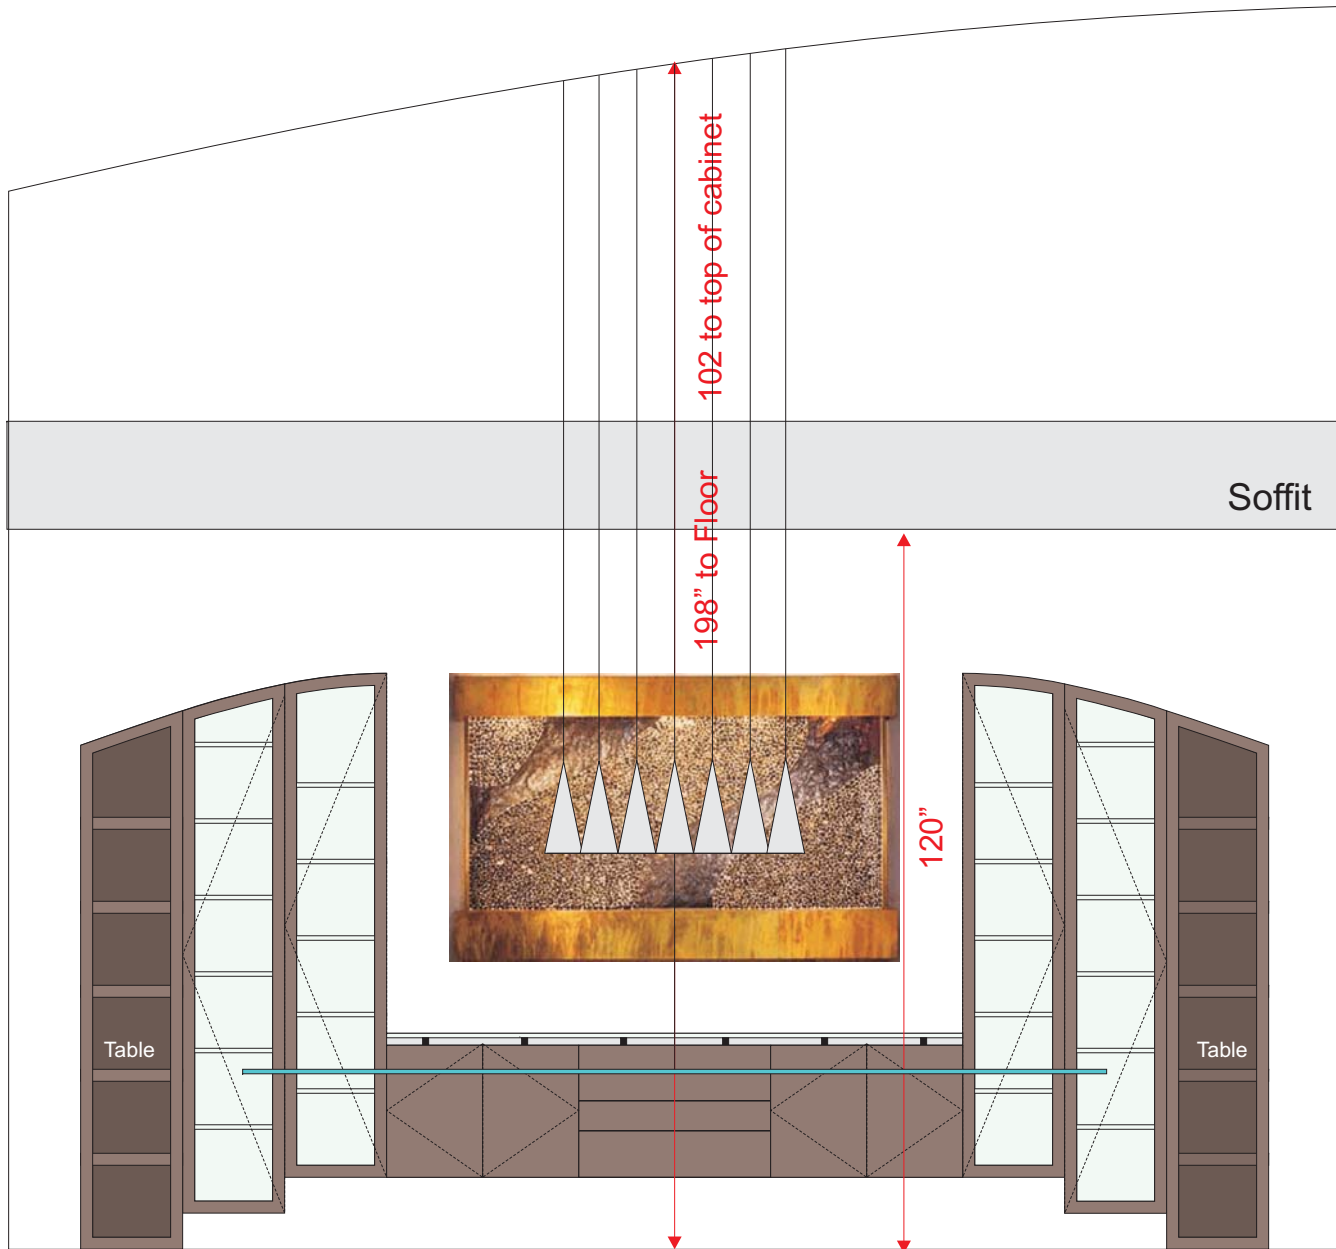 102 to top of cabinet
Soffit
198” to Floor
120”
Table
Table